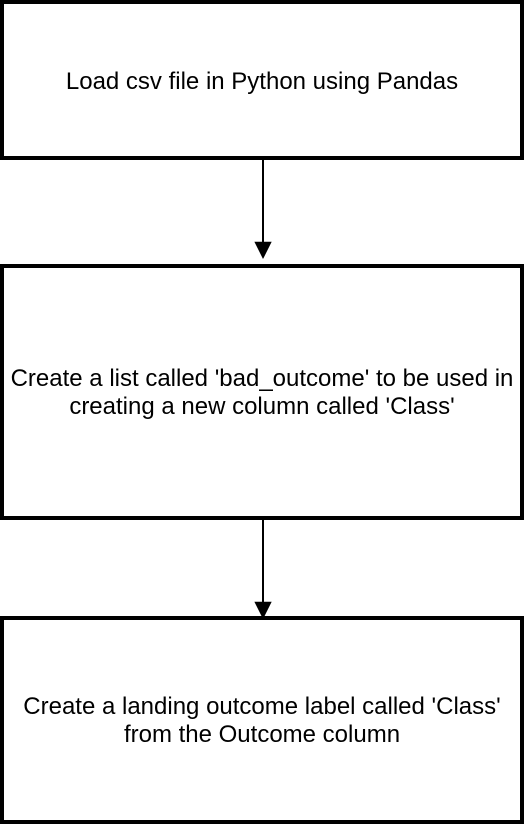 Load csv file in Python using Pandas
Create a list called 'bad_outcome' to be used in
creating a new column called 'Class'
Create a landing outcome label called 'Class'
from the Outcome column